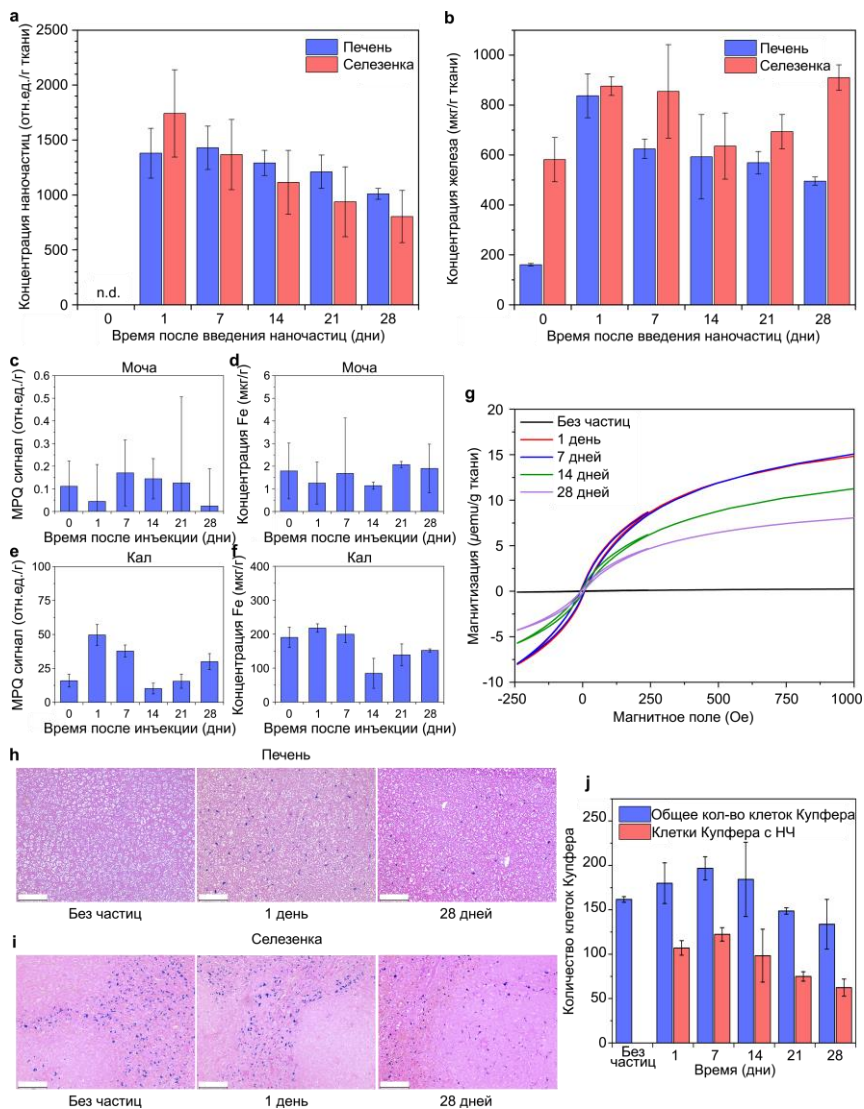 a
Концентрация наночастиц (отн.ед./г ткани)
2500
2000
1500
1000
500
0
Печень
Селезенка
n.d.
0 1 7 14 21 28
Время после введения наночастиц (дни)
b
Концентрация железа (мкг/г ткани)
1000
800
600
400
200
0
Печень
Селезенка
0 1 7 14 21 28
Время после введения наночастиц (дни)
c
Моча
MPQ сигнал (отн.ед./г)
0.6
0.5
0.4
0.3
0.2
0.1
0.0
0 1 7 14 21 28
Время после инъекции (дни)
d
Моча
Концентрация Fe (мкг/г)
6
5
4
3
2
1
0
0 1 7 14 21 28
Время после инъекции (дни)
e
Кал
MPQ сигнал (отн.ед./г)
100
75
50
25
0
0 1 7 14 21 28
Время после инъекции (дни)
f
Кал
Концентрация Fe (мкг/г)
400
300
200
100
0
0 1 7 14 21 28
Время после инъекции (дни)
g
Магнитизация (μemu/g ткани)
20
15
10
5
0
-5
-10
Без частиц
1 день
7 дней
14 дней
28 дней
-250 0 250 500 750 1000
Магнитное поле (Oe)
h
Печень
Без частиц 1 день 28 дней
i
Селезенка
Без частиц 1 день 28 дней
j
Количество клеток Купфера
250
200
150
100
50
0
Общее кол-во клеток Купфера
Клетки Купфера с НЧ
Без
частиц 1 7 14 21 28
Время (дни)